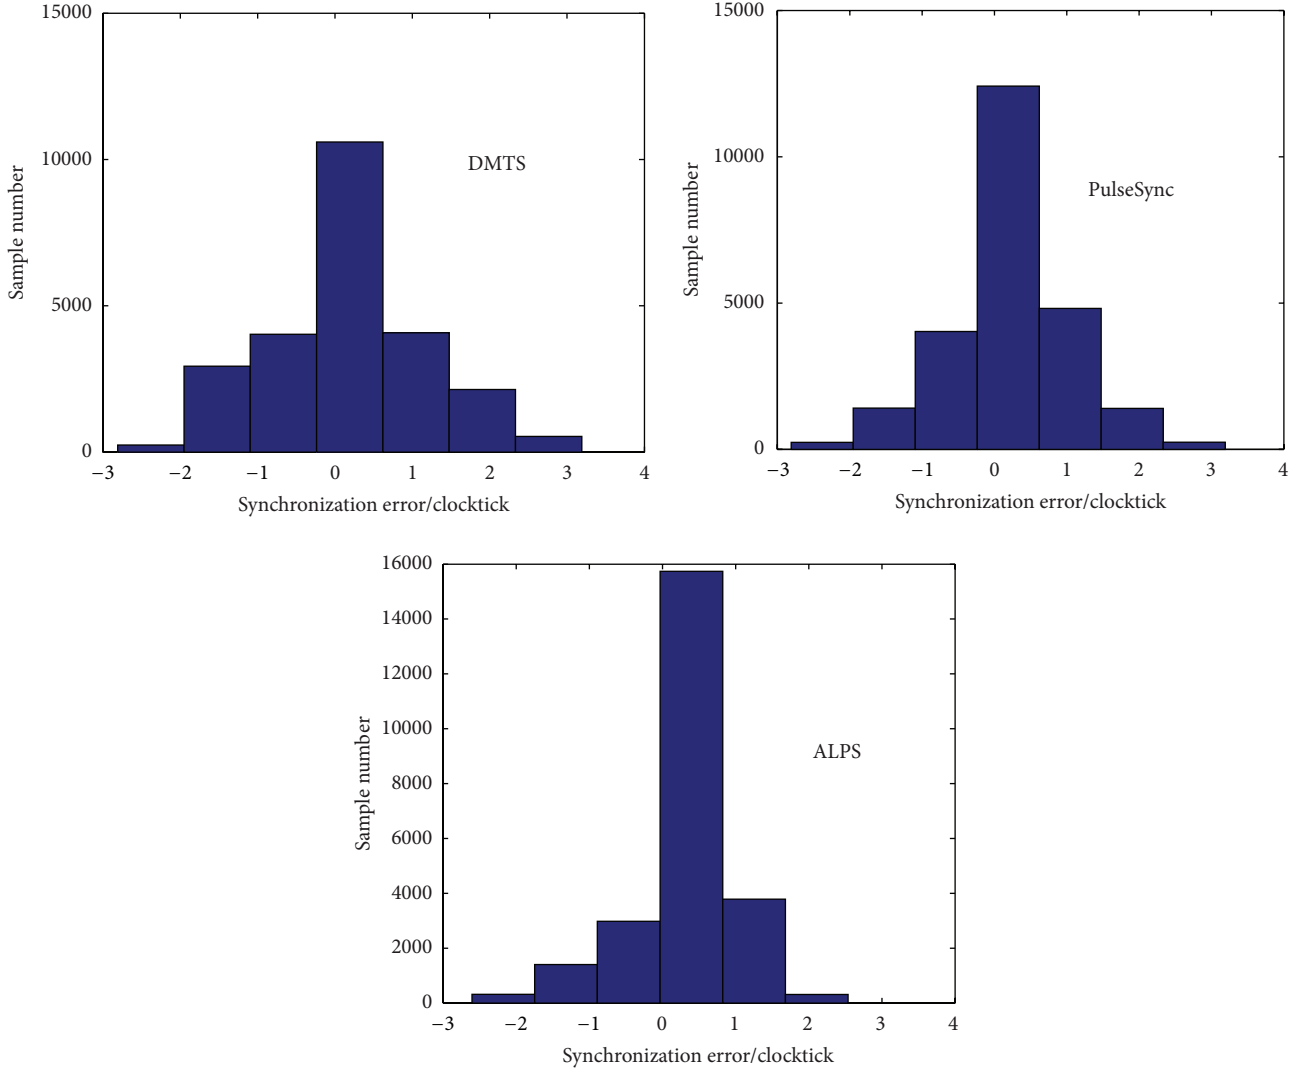 15000
10000
5000
0
Sample number
DMTS
−3 −2 −1 0 1 2 3 4
Synchronization error/clocktick
15000
10000
5000
0
Sample number
PulseSync
−3 −2 −1 0 1 2 3 4
Synchronization error/clocktick
16000
14000
12000
10000
8000
6000
4000
2000
0
Sample number
ALPS
−3 −2 −1 0 1 2 3 4
Synchronization error/clocktick